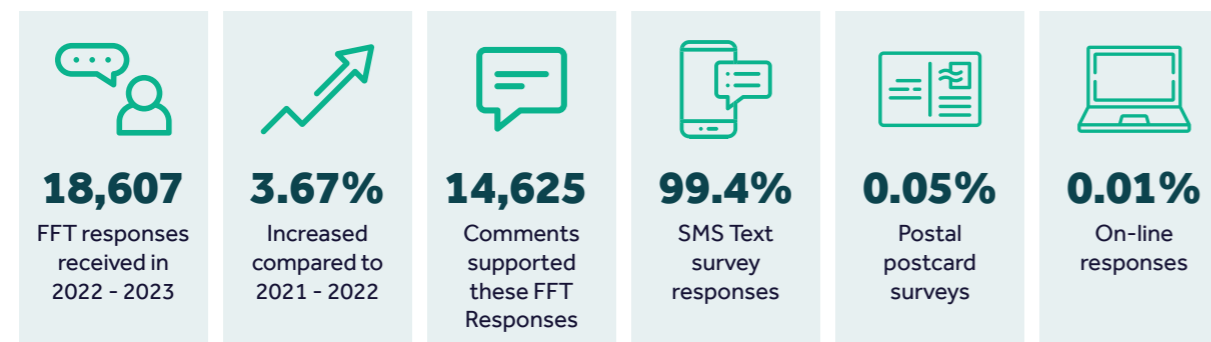 18,607
FFT responses
received in
2022 - 2023
3.67%
Increased
compared to
2021 - 2022
14,625
Comments
supported
these FFT
Responses
99.4%
SMS Text
survey
responses
0.05%
Postal
postcard
surveys
0.01%
On-line
responses